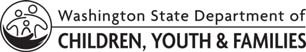 Washington State Department of
CHILDREN, YOUTH & FAMILIES